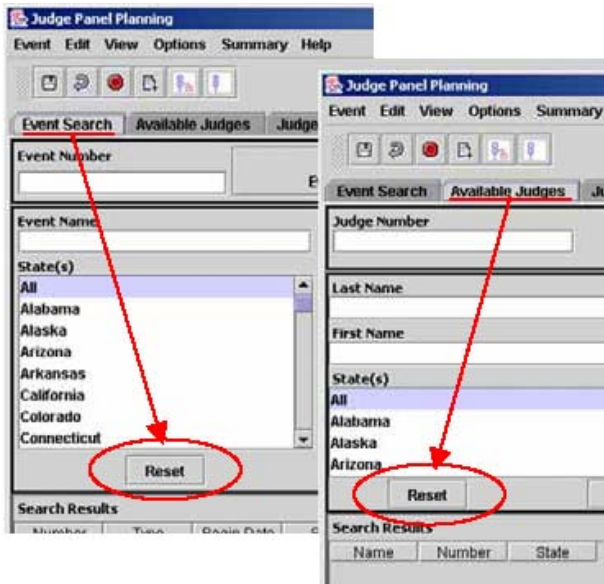 Judge Panel Planning
Event Edit View Options Summary Help
Event Search Available Judges Judge
Event Number
E
Event Name
State(s)
All
Alabama
Alaska
Arizona
Arkansas
California
Colorado
Connecticut
Reset
Search Results
Number Type Begin Date S
Judge Panel Planning
Event Edit View Options Summary
Event Search Available Judges Ju
Judge Number
Last Name
First Name
State(s)
All
Alabama
Alaska
Arizona
Reset
Search Results
Name Number State